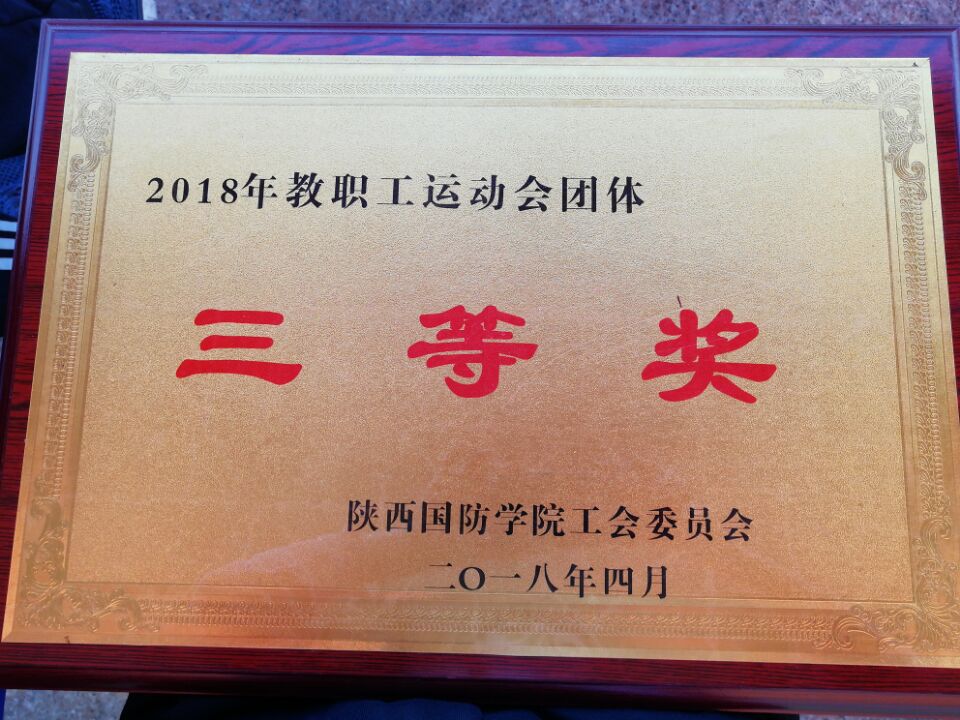 2018年教职工运动会团体
三等奖
陕西国防学院工会委员会
二〇一八年四月